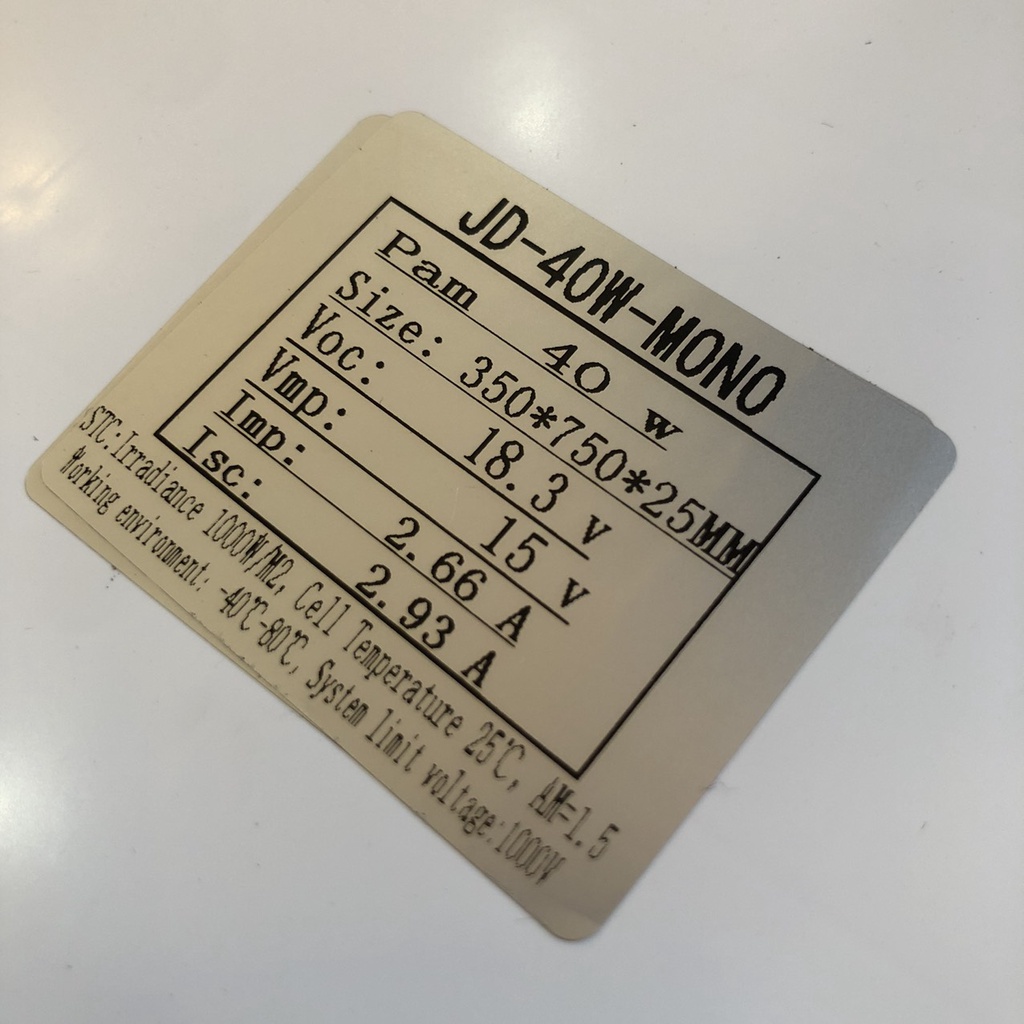 JD-40W-MONO
Pam 40 w
Size: 350*750*25MM
Voc: 18.3 v
Vmp: 15 v
Imp: 2.66 A
Isc: 2.93 A
STC:Irradiance 1000W/M2, Cell Temperature 25℃, AM=1.5
Working environment: -40℃-80℃, System limit voltage:1000V